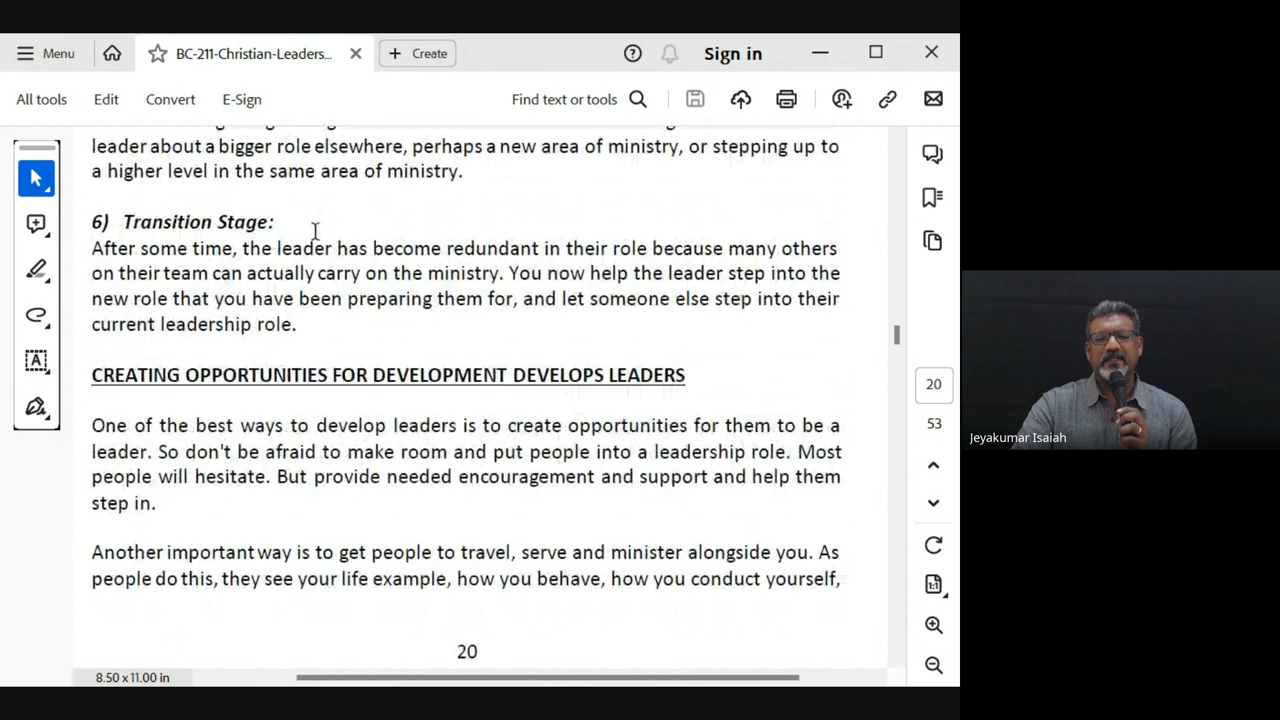 Menu
BC-211-Christian-Leaders...
Create
Sign in
All tools
Edit
Convert
E-Sign
Find text or tools
leader about a bigger role elsewhere, perhaps a new area of ministry, or stepping up to
a higher level in the same area of ministry.
6) Transition Stage:
After some time, the leader has become redundant in their role because many others
on their team can actually carry on the ministry. You now help the leader step into the
new role that you have been preparing them for, and let someone else step into their
current leadership role.
CREATING OPPORTUNITIES FOR DEVELOPMENT DEVELOPS LEADERS
One of the best ways to develop leaders is to create opportunities for them to be a
leader. So don't be afraid to make room and put people into a leadership role. Most
people will hesitate. But provide needed encouragement and support and help them
step in.
Another important way is to get people to travel, serve and minister alongside you. As
people do this, they see your life example, how you behave, how you conduct yourself,
20
8.50 x 11.00 in
20
53
1:1
Jeyakumar Isaiah